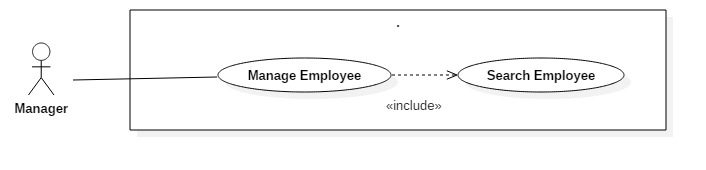 .
Manage Employee
Search Employee
«include»
Manager